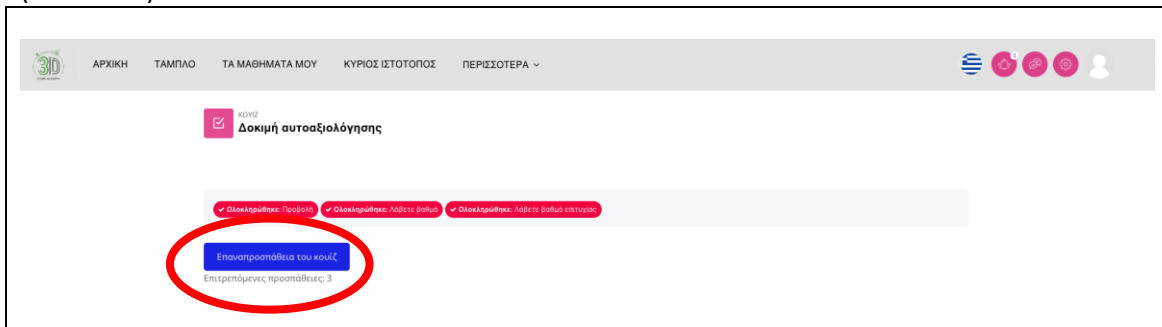 3D
ΑΡΧΙΚΗ ΤΑΜΠΛΟ ΤΑ ΜΑΘΗΜΑΤΑ ΜΟΥ ΚΥΡΙΟΣ ΙΣΤΟΤΟΠΟΣ ΠΕΡΙΣΣΟΤΕΡΑ
ΚΟΥΙΖ
Δοκιμή αυτοαξιολόγησης
Ολοκληρώθηκε: Προβολή Ολοκληρώθηκε: Λάβετε βαθμό Ολοκληρώθηκε: Λάβετε βαθμό επιτυχίας
Επαναπροσπάθεια του κουίζ
Επιτρεπόμενες προσπάθειες: 3